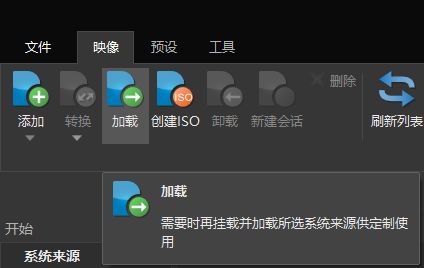 文件 映像 预设 工具
添加 转换 加载 创建ISO 卸载 新建会话 删除 刷新列表
ISO
加载
需要时再挂载并加载所选系统来源供定制使
用
开始
系统来源